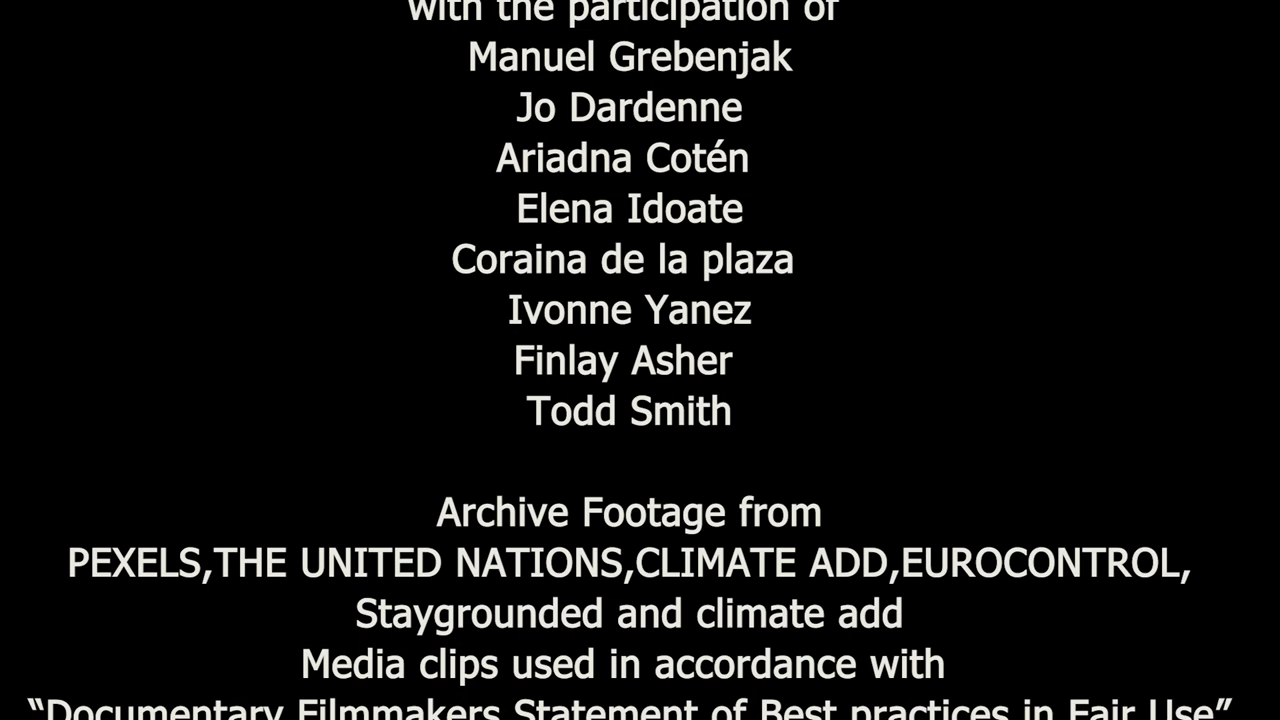 with the participation of
Manuel Grebenjak
Jo Dardenne
Ariadna Cotén
Elena Idoate
Coraina de la plaza
Ivonne Yanez
Finlay Asher
Todd Smith
Archive Footage from
PEXELS,THE UNITED NATIONS,CLIMATE ADD,EUROCONTROL,
Staygrounded and climate add
Media clips used in accordance with
“Documentary Filmmakers Statement of Best practices in Fair Use”